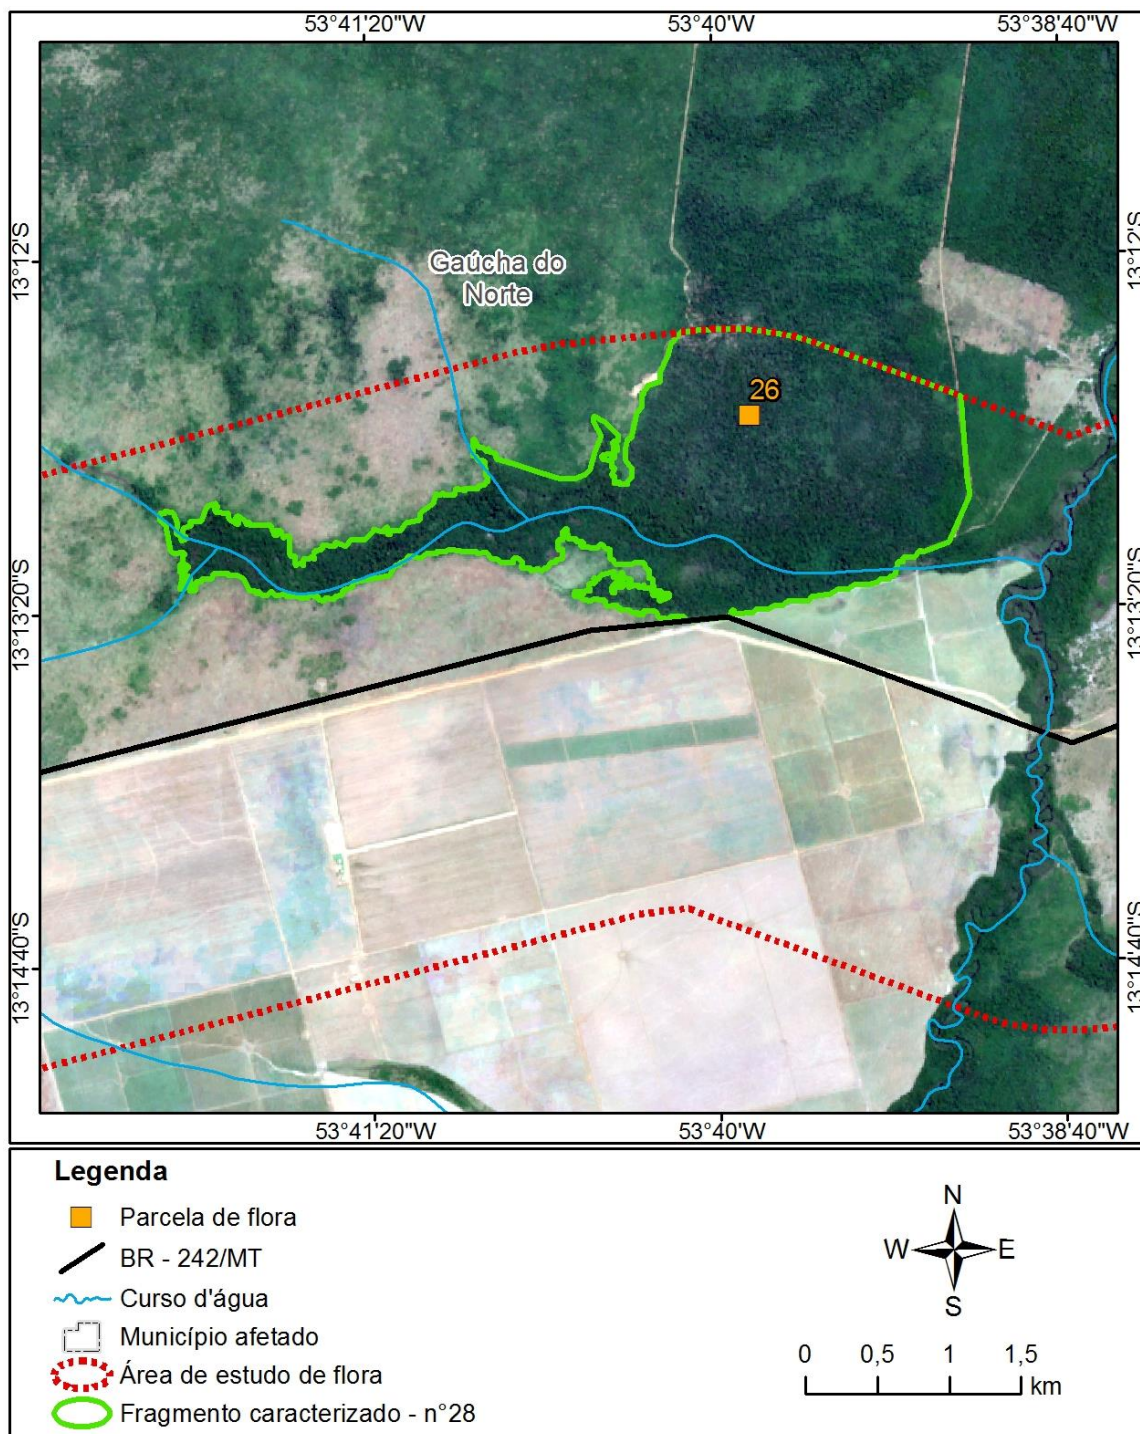 53°41'20"W 53°40'W 53°38'40"W
13°12'S
13°12'S
Gaúcha do
Norte
26
13°13'20"S
13°13'20"S
13°14'40"S
13°14'40"S
53°41'20"W 53°40'W 53°38'40"W
Legenda
Parcela de flora
BR - 242/MT
Curso d'água
Município afetado
Área de estudo de flora
Fragmento caracterizado - n°28
N
W E
S
0 0,5 1 1,5
km